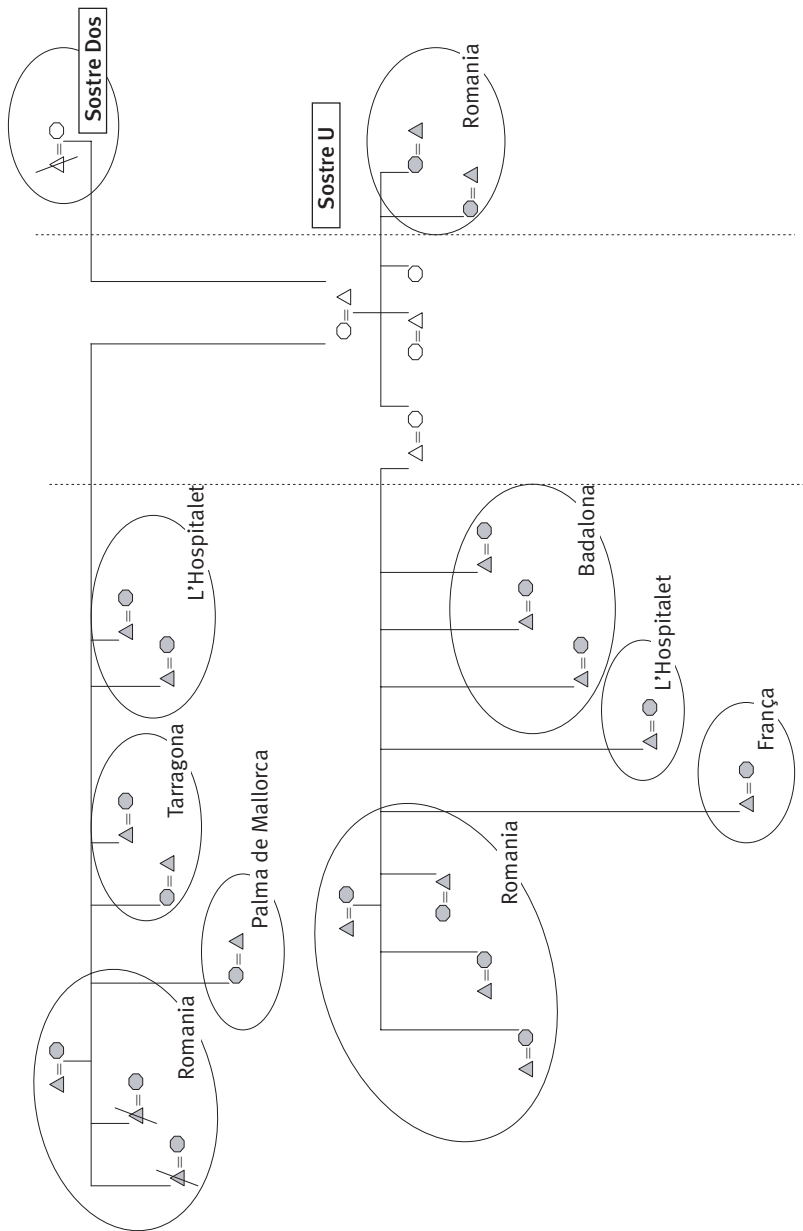 Sostre Dos
Sostre U
Romania
L'Hospitalet
Tarragona
Palma de Mallorca
Romania
Badalona
L'Hospitalet
França
Romania